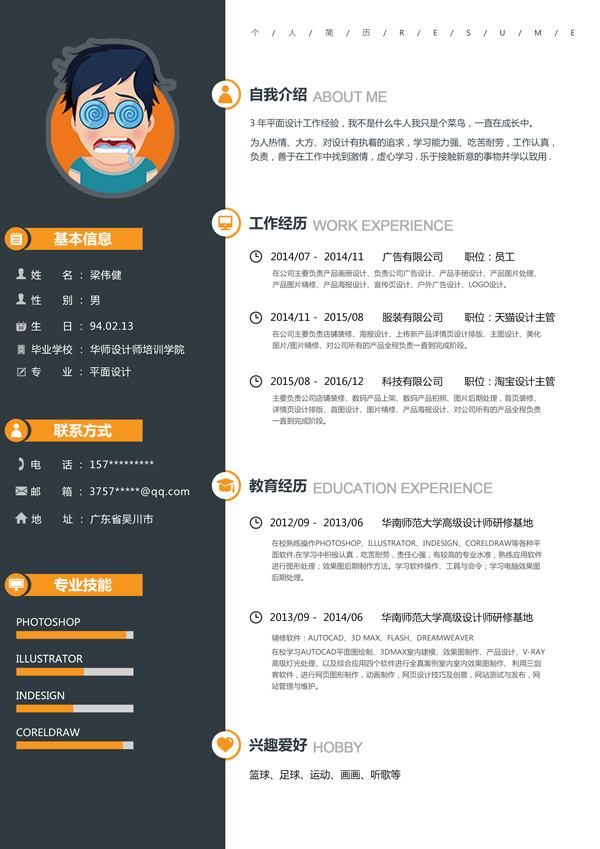 个 / 人 / 简 / 历 / R / E / S / U / M / E
基本信息
姓 名 ： 梁伟健
性 别 ： 男
生 日 ： 94.02.13
毕业学校 ： 华师设计师培训学院
专 业 ： 平面设计
联系方式
电 话 ： 157*********
邮 箱 ： 3757*****@qq.com
地 址 ： 广东省吴川市
专业技能
PHOTOSHOP
ILLUSTRATOR
INDESIGN
CORELDRAW
自我介绍 ABOUT ME
3 年平面设计工作经验，我不是什么牛人我只是个菜鸟，一直在成长中。
为人热情、大方、对设计有执着的追求，学习能力强、吃苦耐劳，工作认真，
负责，善于在工作中找到激情，虚心学习．乐于接触新意的事物并学以致用．
工作经历 WORK EXPERIENCE
2014/07 - 2014/11 广告有限公司 职位：员工
在公司主要负责产品画册设计、负责公司广告设计、产品手册设计、产品图片处理、
产品图片精修、产品海报设计、宣传页设计、户外广告设计、LOGO设计。
2014/11 - 2015/08 服装有限公司 职位：天猫设计主管
在公司主要负责店铺装修、海报设计、上传新产品详情页设计排版、主图设计、美化
图片/图片精修、对公司所有的产品全程负责一直到完成阶段。
2015/08 - 2016/12 科技有限公司 职位：淘宝设计主管
主要负责公司店铺装修、数码产品上架、数码产品拍照、图片后期处理，首页装修、
详情页设计排版、首图设计、图片精修、产品海报设计、对公司所有的产品全程负责
一直到完成阶段。
教育经历 EDUCATION EXPERIENCE
2012/09 - 2013/06 华南师范大学高级设计师研修基地
在校熟练操作PHOTOSHOP、ILLUSTRATOR、INDESIGN、CORELDRAW等各种平
面软件,在学习中积极认真，吃苦耐劳，责任心强，有较高的专业水准，熟练应用软件
进行图形处理；效果图后期制作方法。学习软件操作、工具与命令；学习电脑效果图
后期处理。
2013/09 - 2014/06 华南师范大学高级设计师研修基地
辅修软件：AUTOCAD、3D MAX、FLASH、DREAMWEAVER
在校学习AUTOCAD平面图绘制、3DMAX室内建模、效果图制作、产品设计、V-RAY
高级灯光处理、以及综合应用四个软件进行全真案例室内室内效果图制作， 利用三剑
客软件，进行网页图形制作，动画制作，网页设计技巧及创意，网站测试与发布，网
站管理与维护。
兴趣爱好 HOBBY
篮球、足球、运动、画画、听歌等